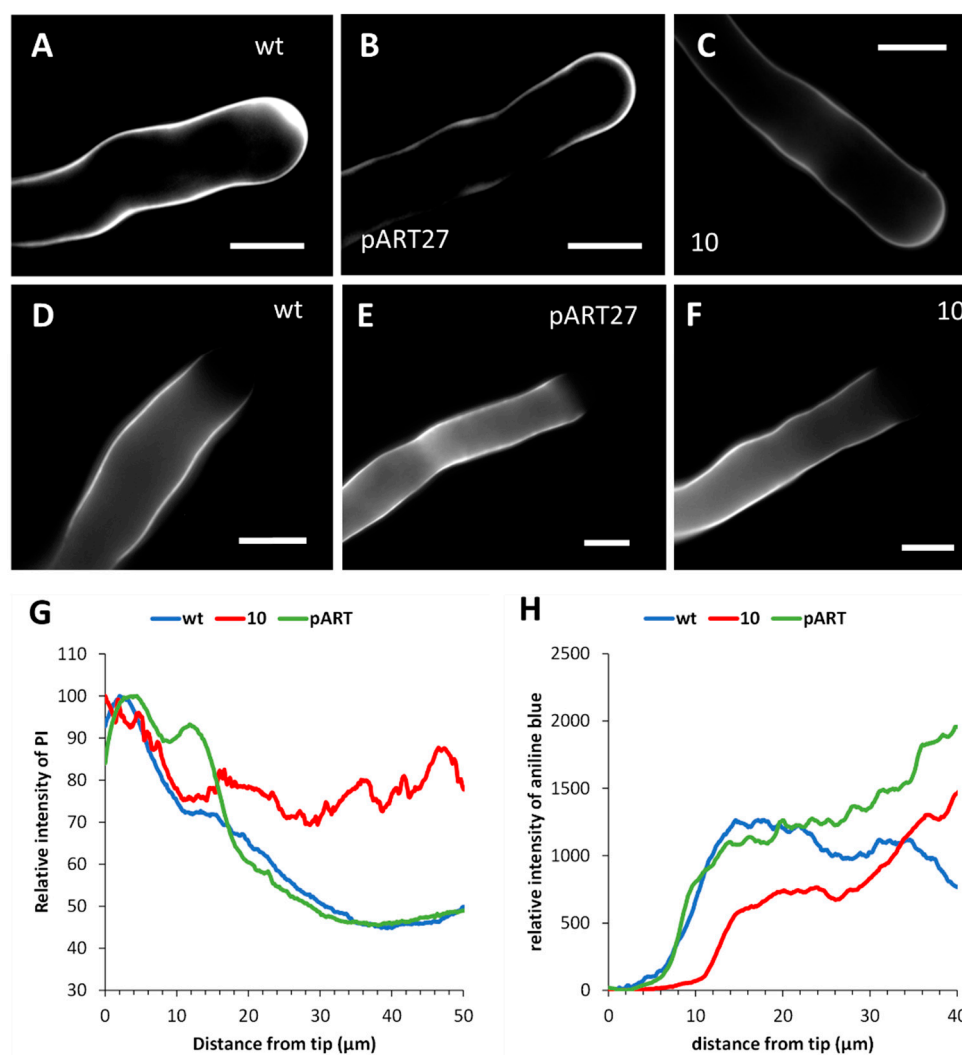 A
wt
B
pART27
C
10
D
wt
E
pART27
F
10
G
wt 10 pART
Relative intensity of PI
110
100
90
80
70
60
50
40
30
0 10 20 30 40 50
Distance from tip (µm)
H
wt 10 pART
relative intensity of aniline blue
2500
2000
1500
1000
500
0
0 10 20 30 40
distance from tip (µm)